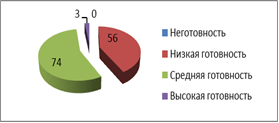 3 0
56
74
Неготовность
Низкая готовность
Средняя готовность
Высокая готовность